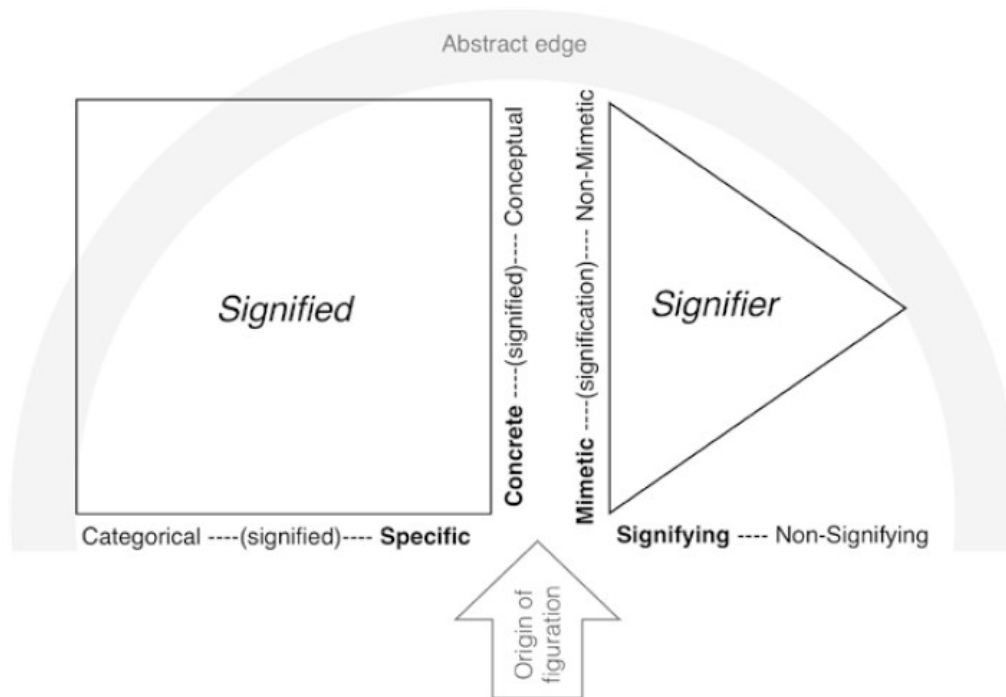 Abstract edge
Signified
Concrete ----(signified)---- Conceptual
Mimetic ----(signification)---- Non-Mimetic
Signifier
Categorical ----(signified)---- Specific
Signifying ---- Non-Signifying
Origin of
figuration